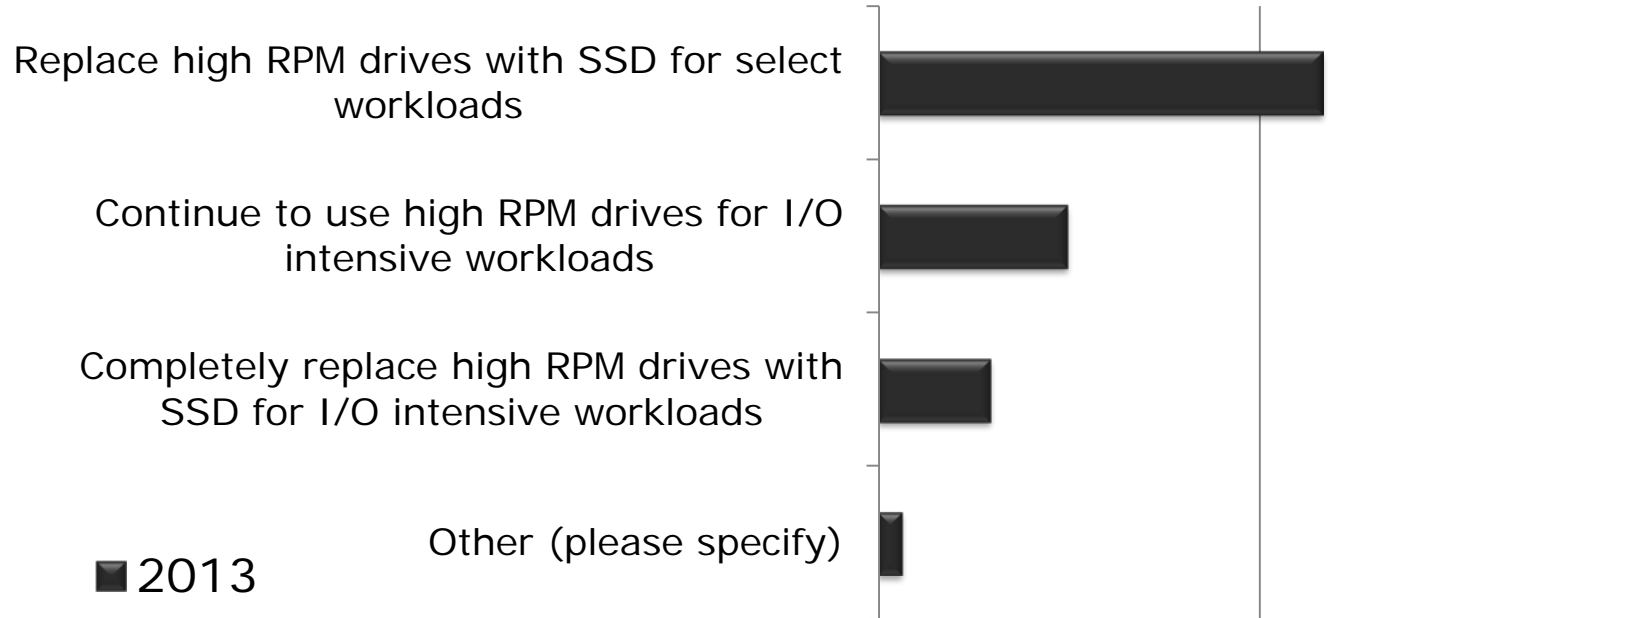 Replace high RPM drives with SSD for select
workloads
Continue to use high RPM drives for I/O
intensive workloads
Completely replace high RPM drives with
SSD for I/O intensive workloads
Other (please specify)
2013